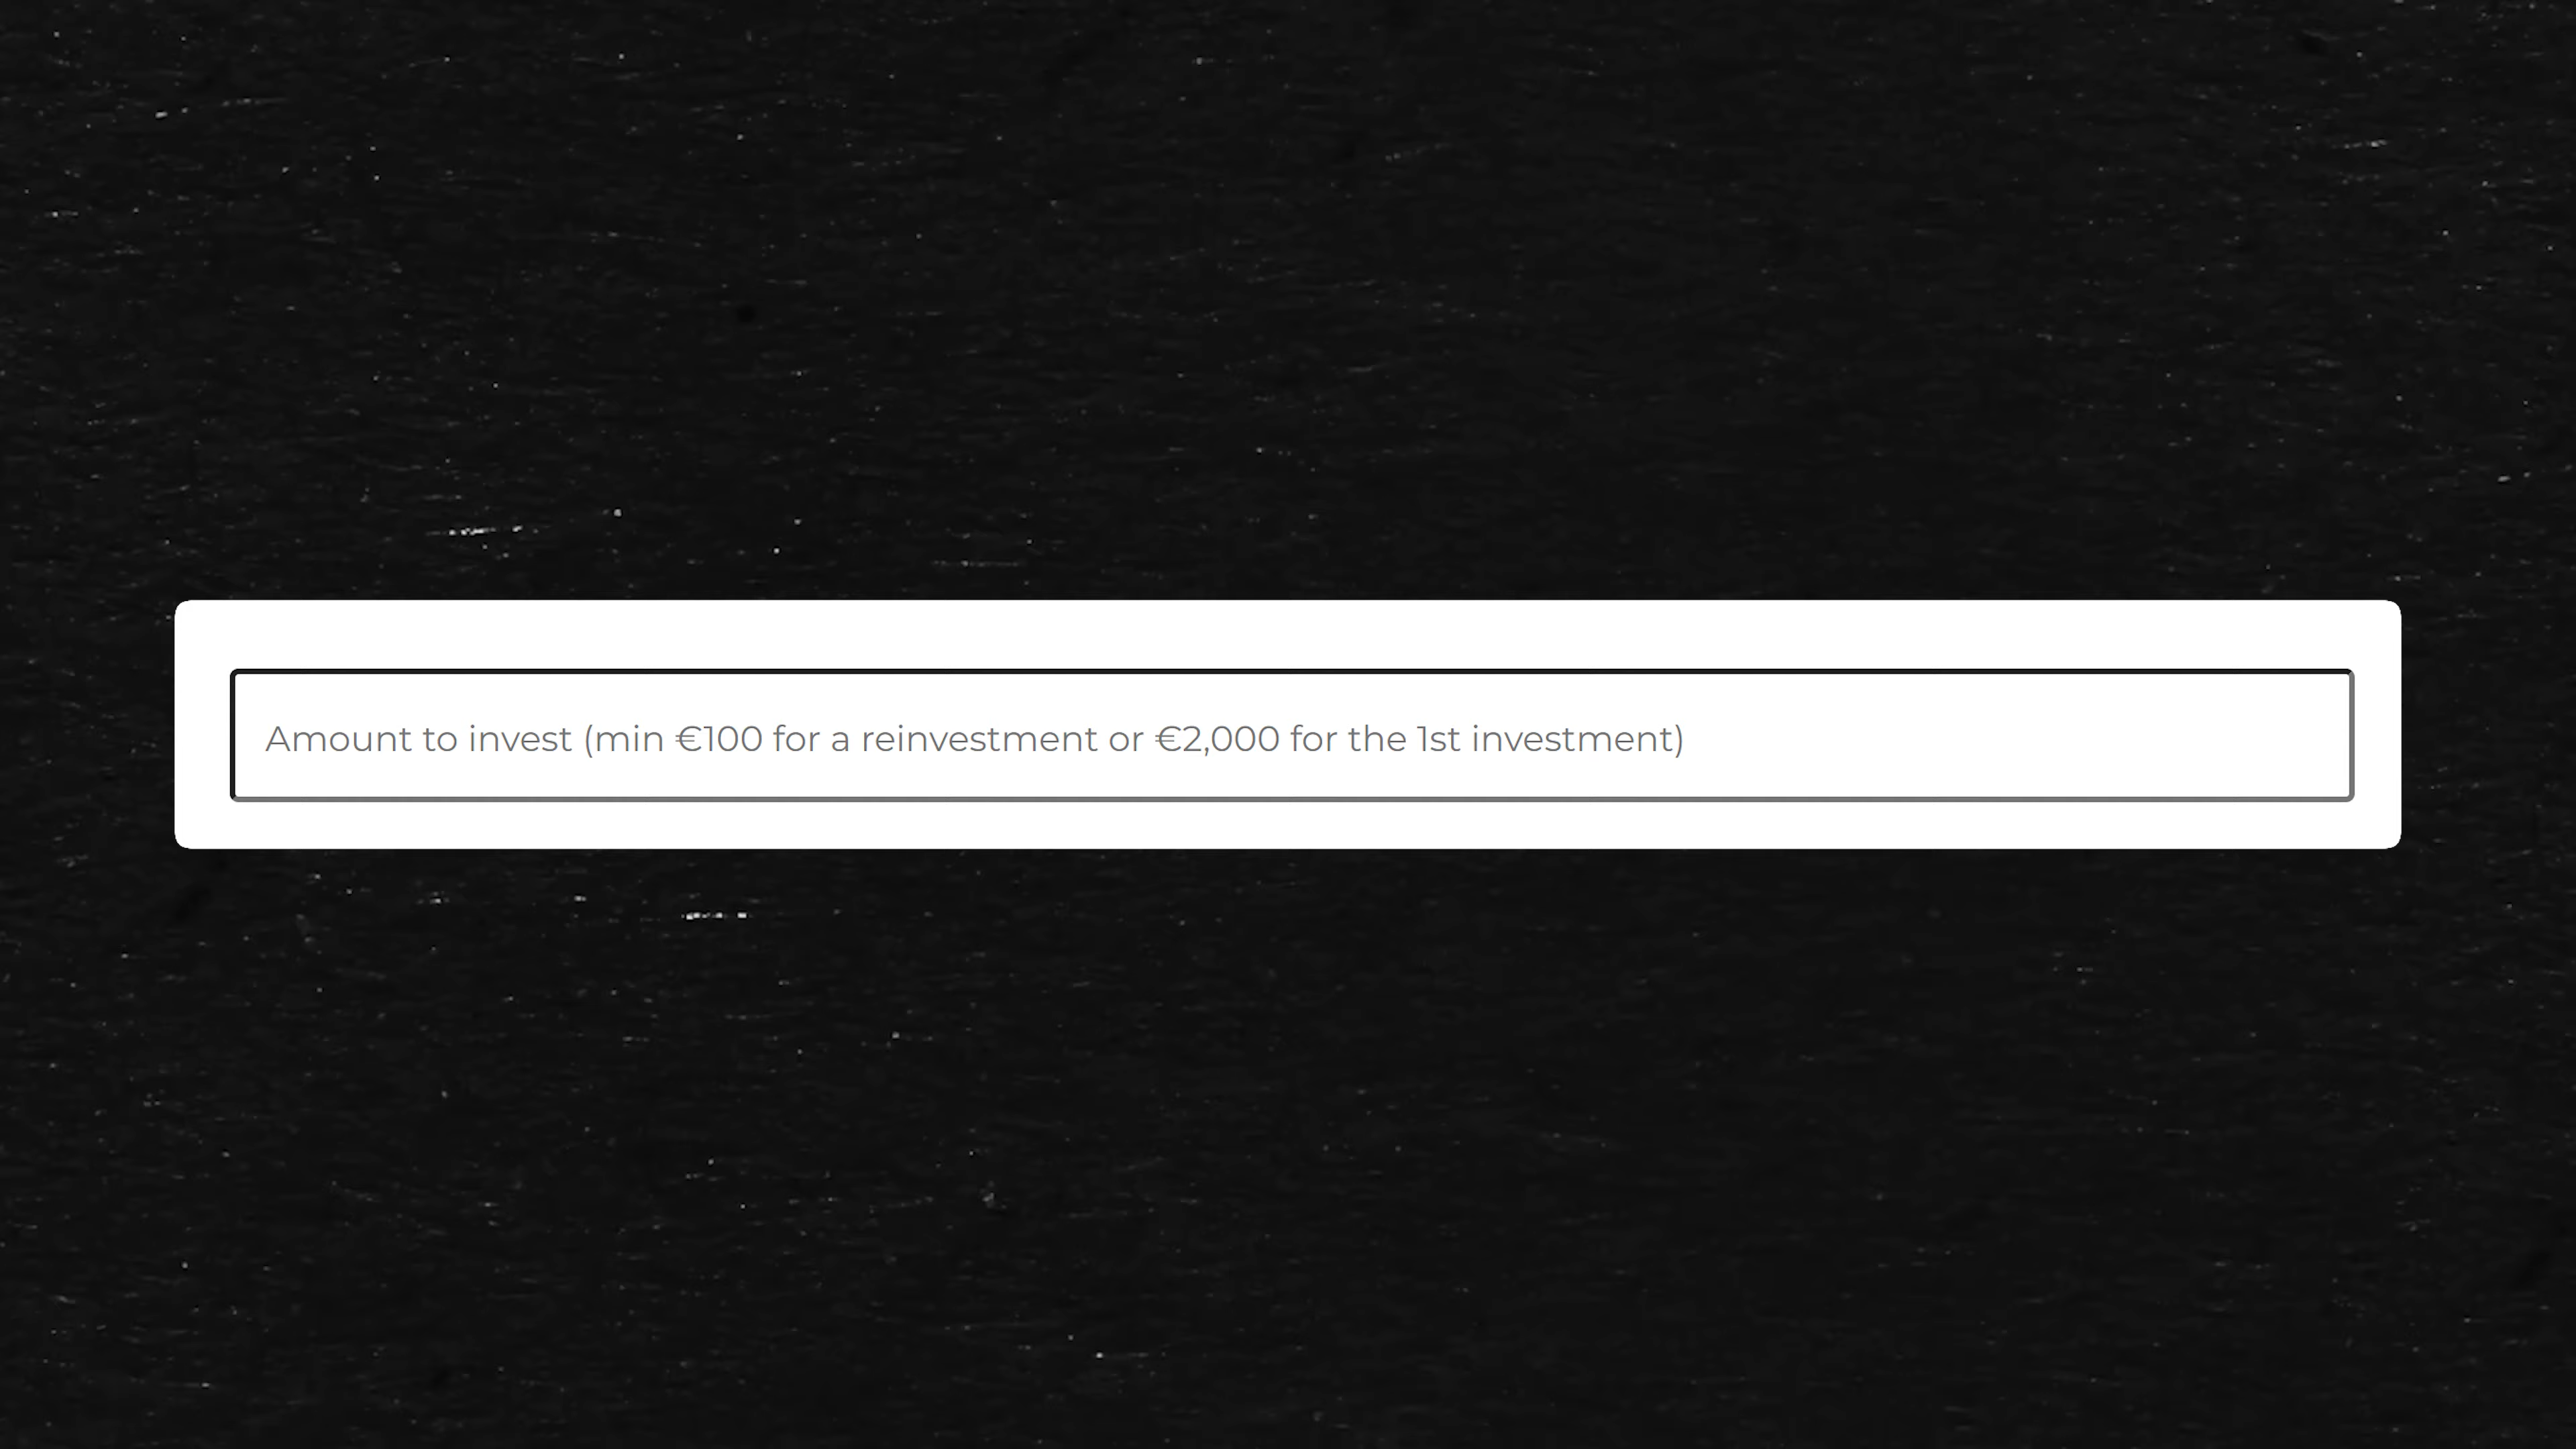 Amount to invest (min €100 for a reinvestment or €2,000 for the 1st investment)